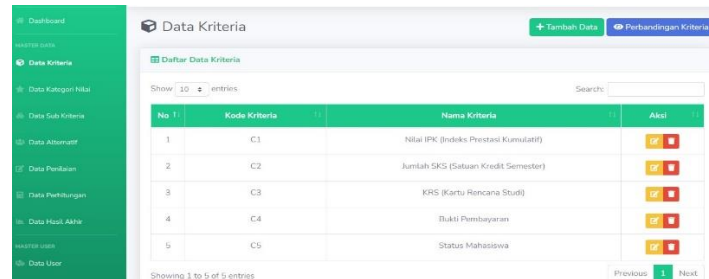 Dashboard
MASTER DATA
Data Kriteria
Data Kategori Nilai
Data Sub Kriteria
Data Alternatif
Data Penilaian
Data Perhitungan
Data Hasil Akhir
MASTER USER
Data User
Data Kriteria
+ Tambah Data
Perbandingan Kriteria
Daftar Data Kriteria
Show 10 entries
Search:
No Kode Kriteria Nama Kriteria Aksi
1 C1 Nilai IPK (Indeks Prestasi Kumulatif)
2 C2 Jumlah SKS (Satuan Kredit Semester)
3 C3 KRS (Kartu Rencana Studi)
4 C4 Bukti Pembayaran
5 C5 Status Mahasiswa
Showing 1 to 5 of 5 entries
Previous 1 Next